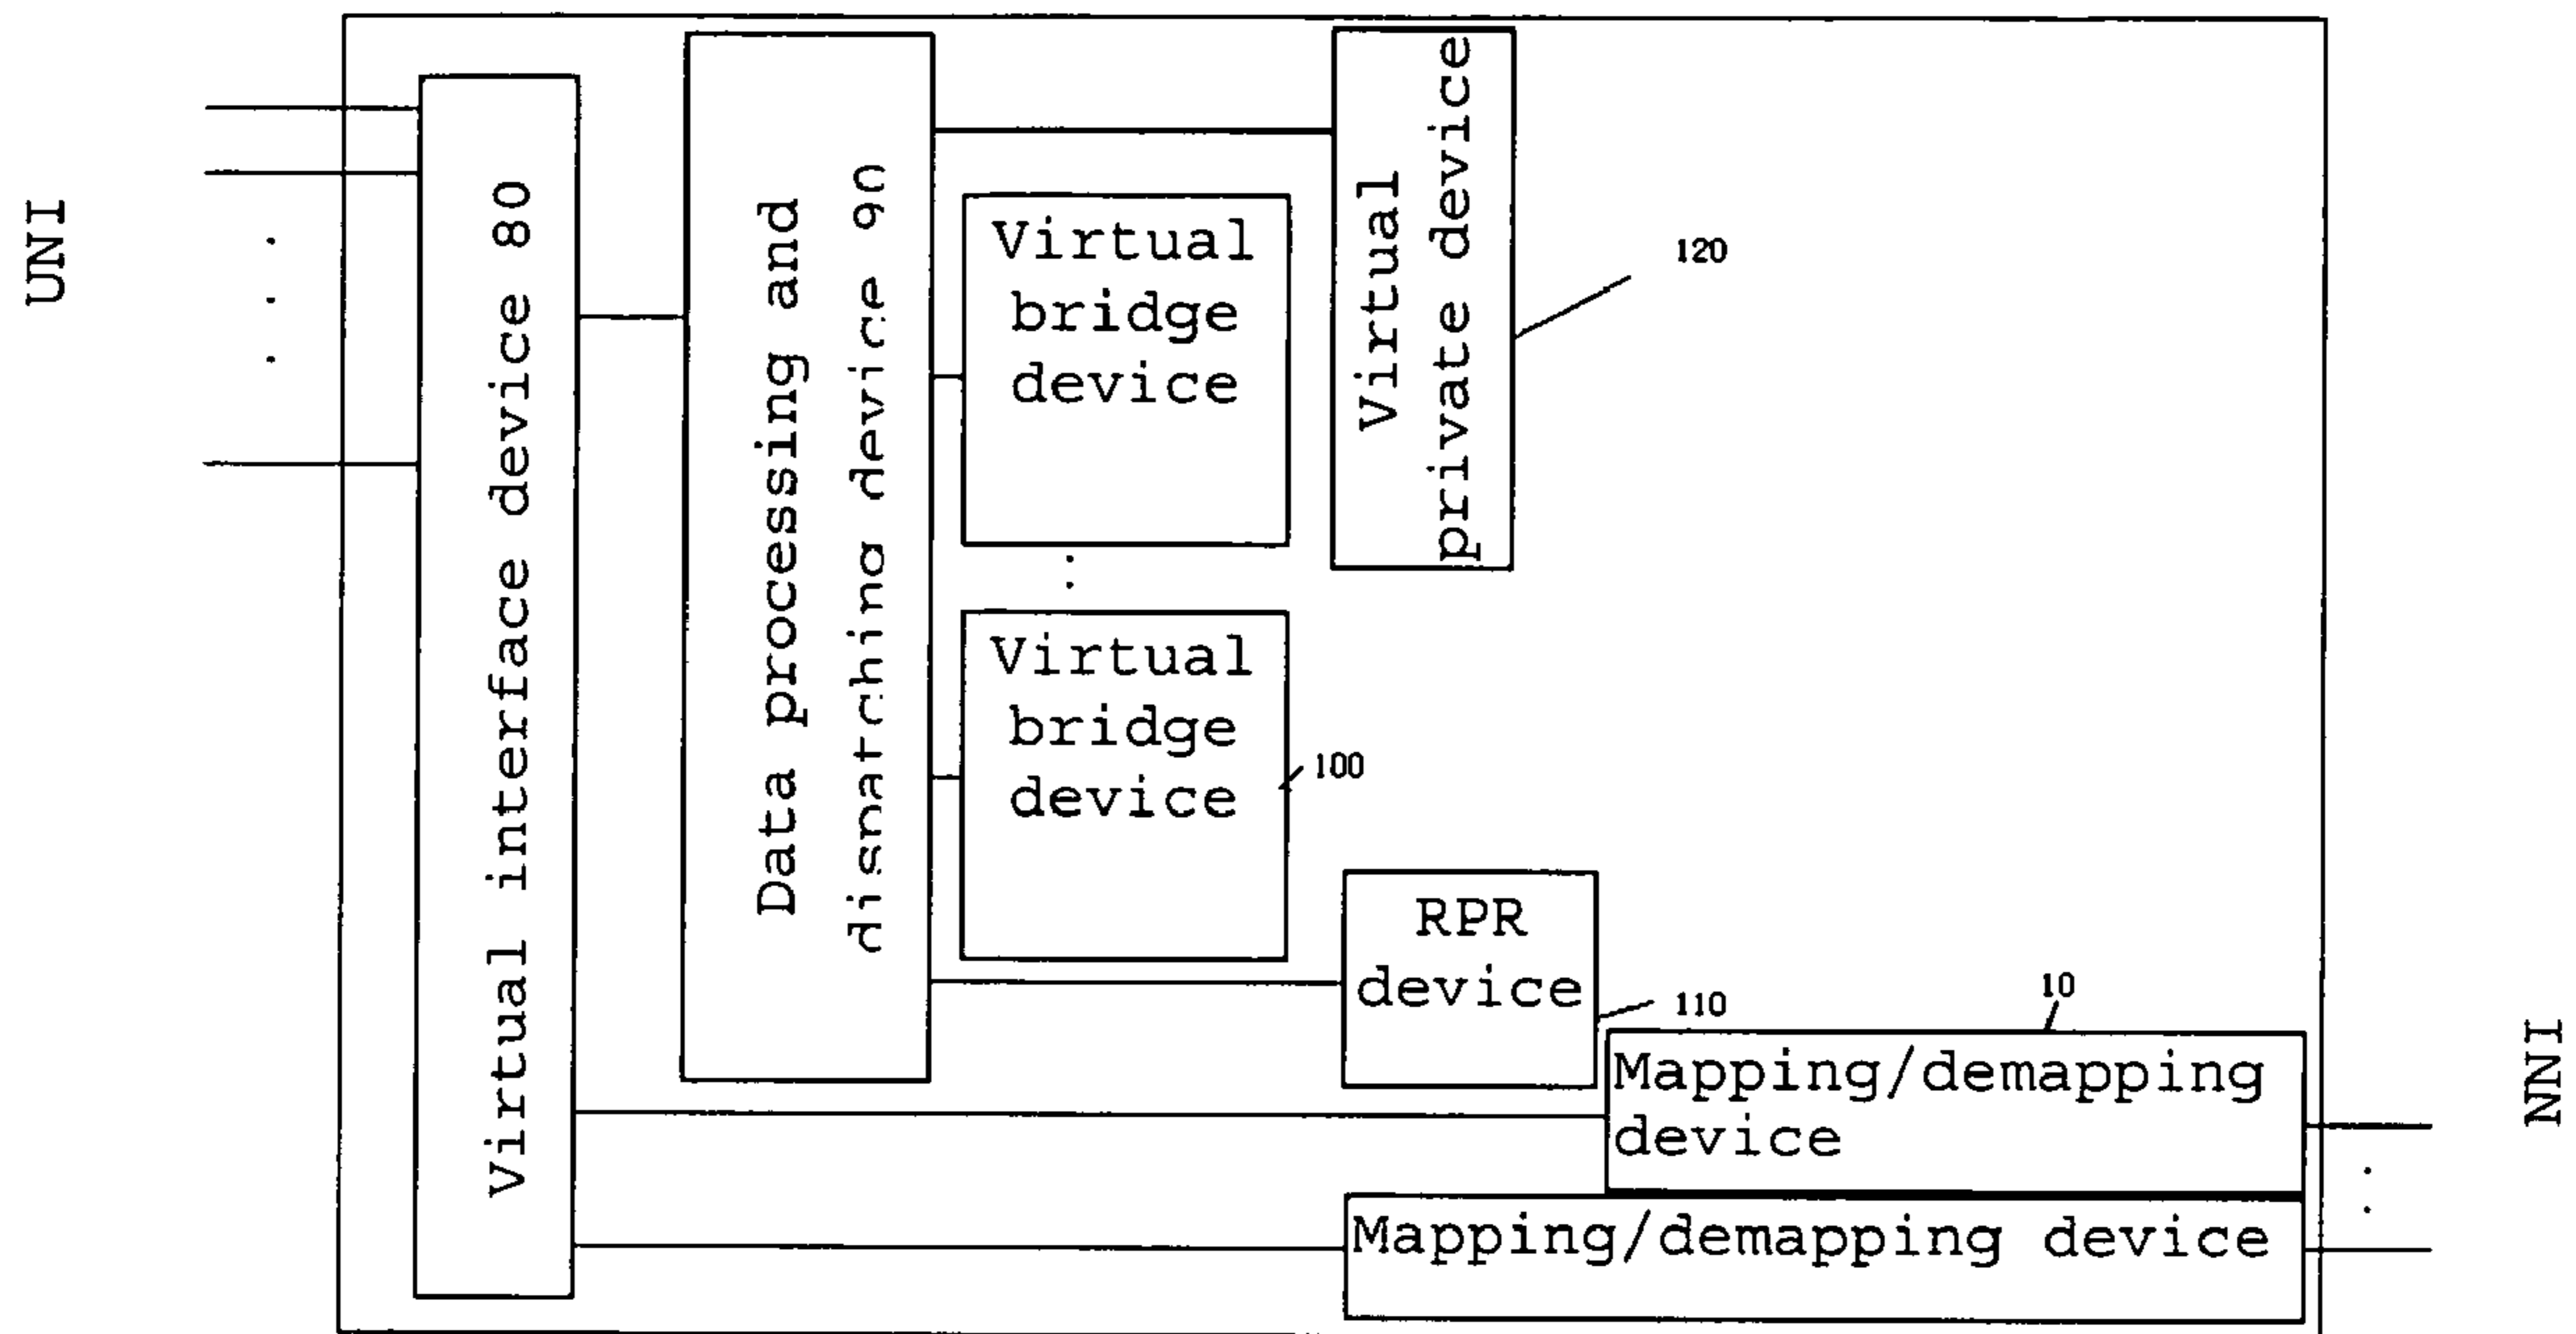 UNI
Virtual interface device 80
Data processing and
dispatching device 90
Virtual
bridge
device
Virtual
bridge
device
100
Virtual
private device
120
RPR
device
110
10
Mapping/demapping
device
Mapping/demapping device
NNI